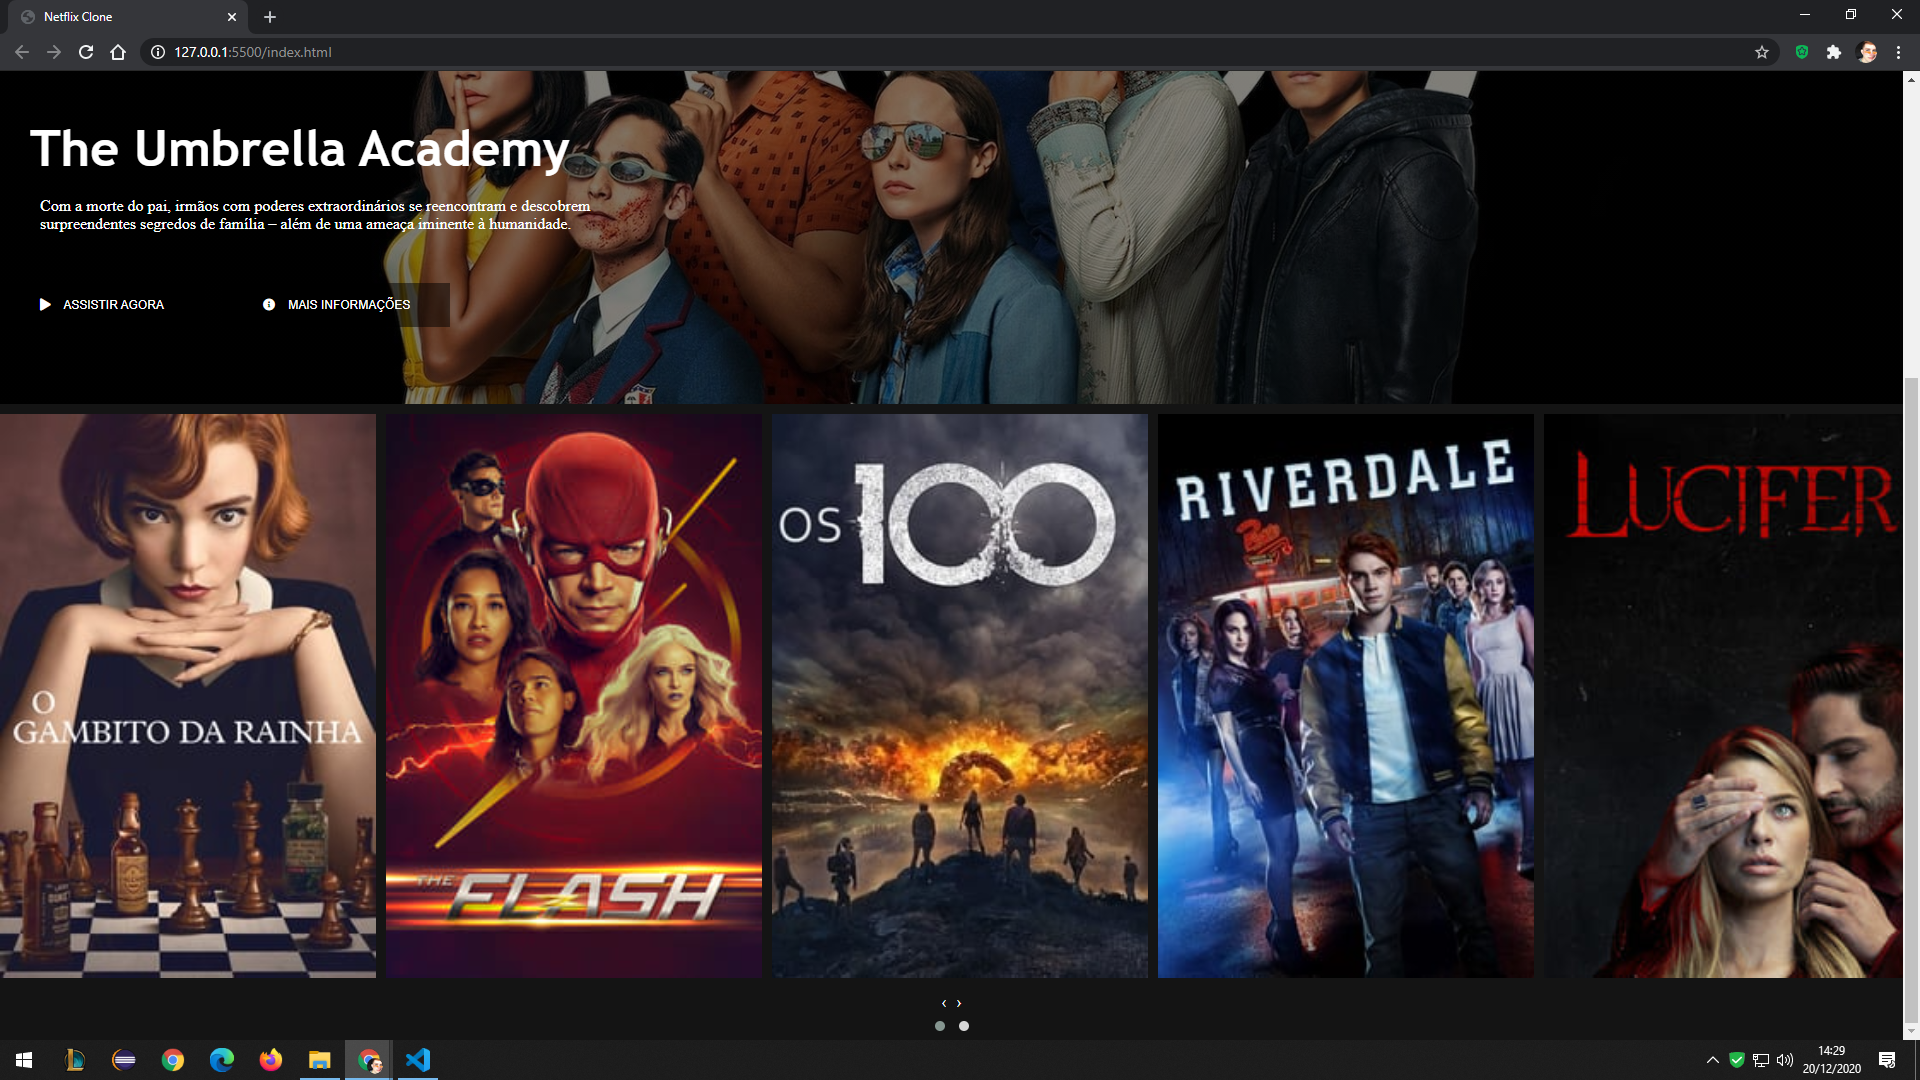 Netflix Clone
127.0.0.1:5500/index.html
The Umbrella Academy
Com a morte do pai, irmãos com poderes extraordinários se reencontram e descobrem
surpreendentes segredos de família – além de uma ameaça iminente à humanidade.
ASSISTIR AGORA
MAIS INFORMAÇÕES
O
GAMBITO DA RAINHA
THE
FLASH
OS 100
RIVERDALE
Pop's
LUCIFER
‹ ›
14:29
20/12/2020